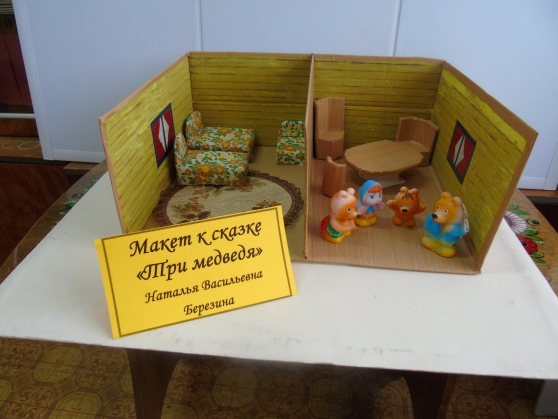 Макет к сказке
«Три медведя»
Наталья Васильевна
Березина